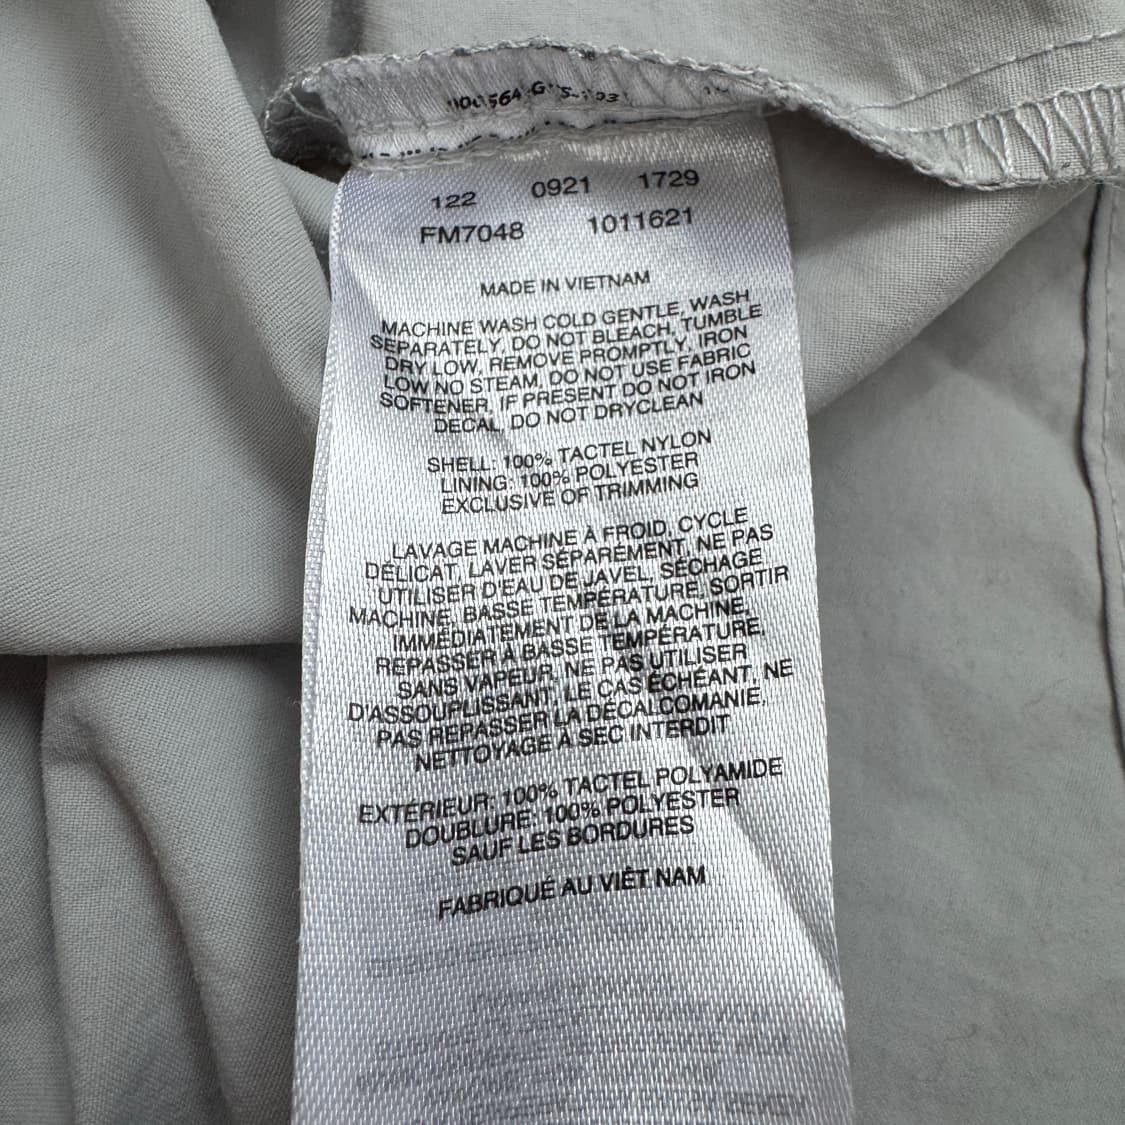 122 0921 1729
FM7048 1011621
MADE IN VIETNAM
MACHINE WASH COLD GENTLE, WASH
SEPARATELY, DO NOT BLEACH, TUMBLE
DRY LOW, REMOVE PROMPTLY, IRON
LOW NO STEAM, DO NOT USE FABRIC
SOFTENER, IF PRESENT DO NOT IRON
DECAL, DO NOT DRYCLEAN
SHELL: 100% TACTEL NYLON
LINING: 100% POLYESTER
EXCLUSIVE OF TRIMMING
LAVAGE MACHINE À FROID, CYCLE
DÉLICAT, LAVER SÉPARÉMENT, NE PAS
UTILISER D'EAU DE JAVEL, SÉCHAGE
MACHINE, BASSE TEMPÉRATURE, SORTIR
IMMÉDIATEMENT DE LA MACHINE,
REPASSER À BASSE TEMPÉRATURE,
SANS VAPEUR, NE PAS UTILISER
D'ASSOUPLISSANT, LE CAS ÉCHÉANT, NE
PAS REPASSER LA DÉCALCOMANIE,
NETTOYAGE À SEC INTERDIT
EXTÉRIEUR: 100% TACTEL POLYAMIDE
DOUBLURE: 100% POLYESTER
SAUF LES BORDURES
FABRIQUÉ AU VIÊT NAM